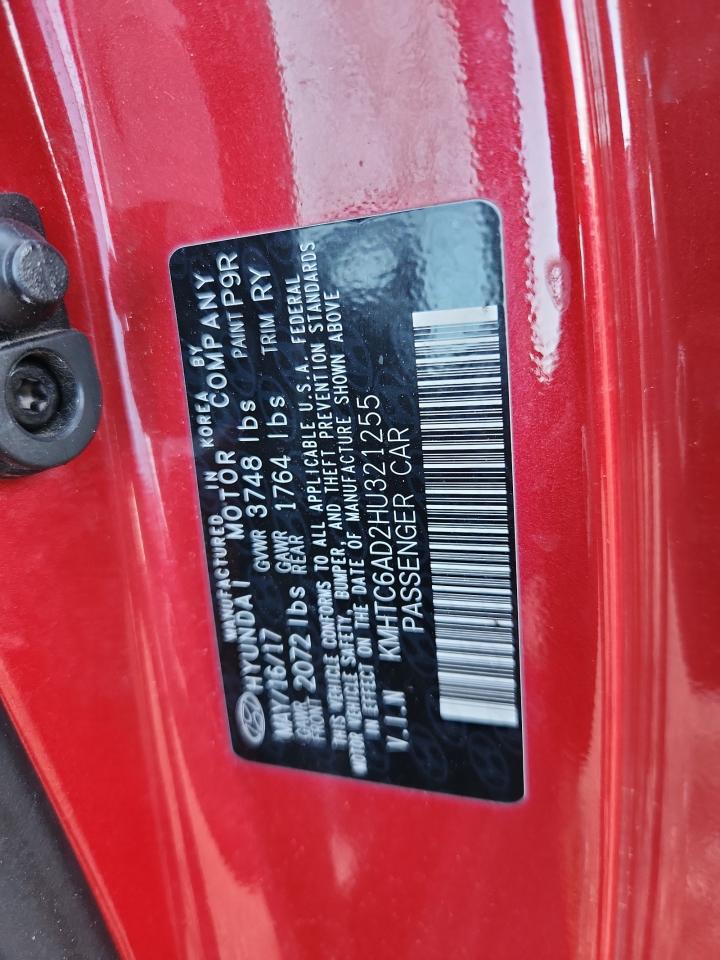 MANUFACTURED IN KOREA BY
HYUNDAI MOTOR COMPANY
MAY/16/17 GVWR 3748 lbs PAINT P9R
GAWR FRONT 2072 lbs GAWR REAR 1764 lbs TRIM RY
THIS VEHICLE CONFORMS TO ALL APPLICABLE U.S.A. FEDERAL
MOTOR VEHICLE SAFETY, BUMPER, AND THEFT PREVENTION STANDARDS
IN EFFECT ON THE DATE OF MANUFACTURE SHOWN ABOVE
V.I.N KMHTC6AD2HU321255
PASSENGER CAR